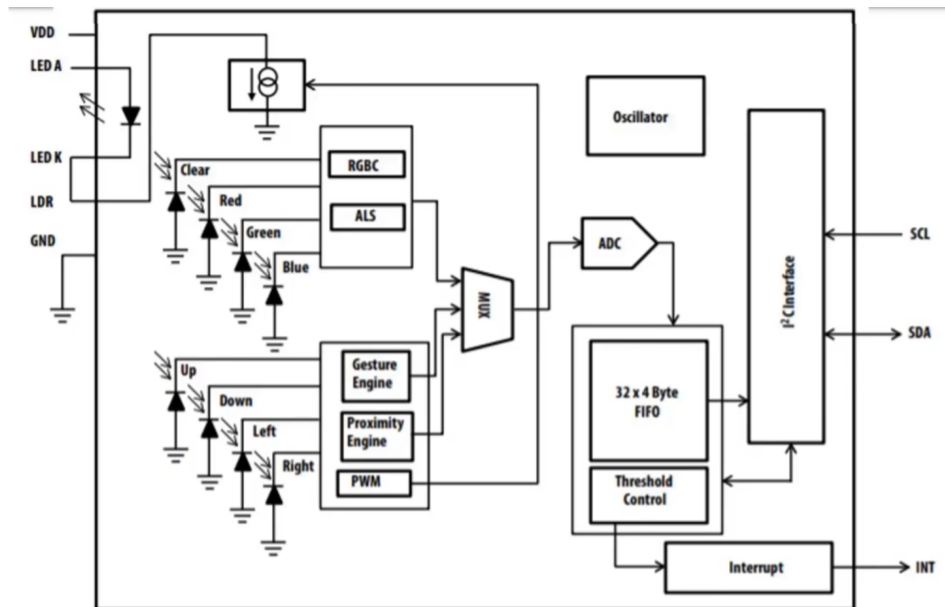 VDD
LED A
LED K
LDR
GND
Oscillator
Clear
Red
Green
Blue
RGBC
ALS
MUX
ADC
I²C Interface
SCL
SDA
Up
Down
Left
Right
Gesture
Engine
Proximity
Engine
PWM
32 x 4 Byte
FIFO
Threshold
Control
Interrupt
INT